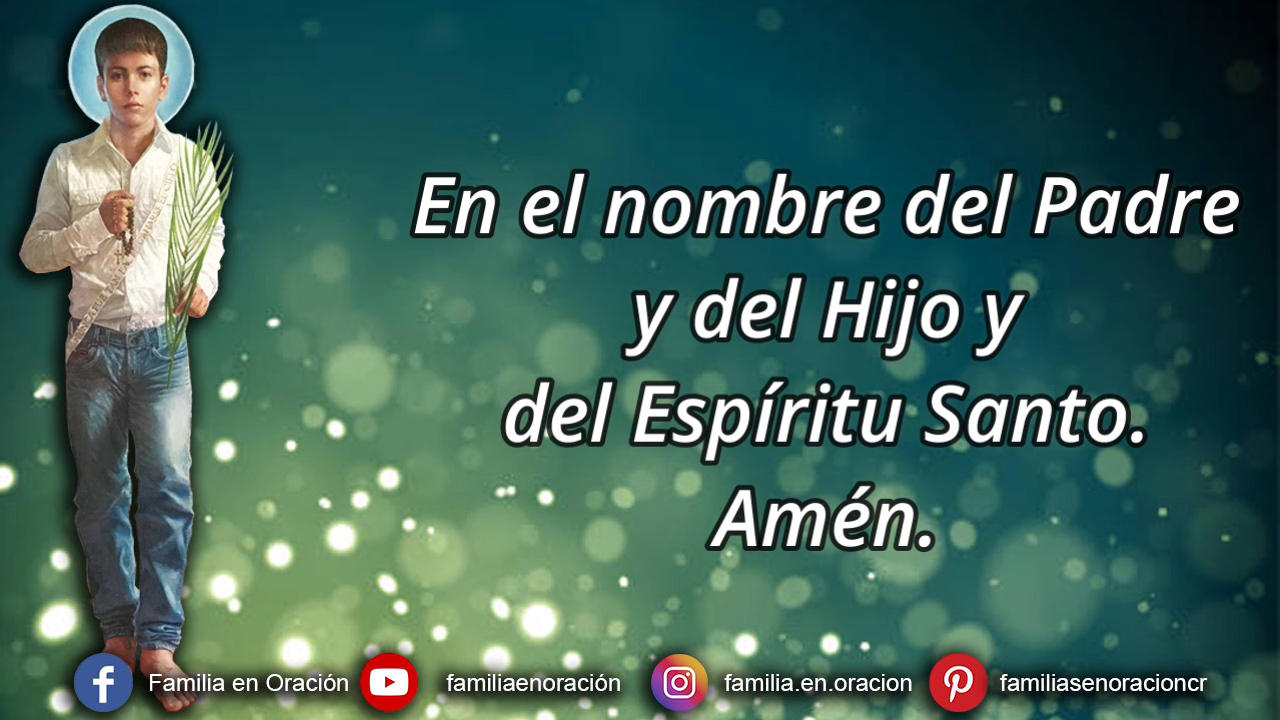 En el nombre del Padre
y del Hijo y
del Espíritu Santo.
Amén.
Familia en Oración
familiaenoración
familia.en.oracion
familiasenoracioncr